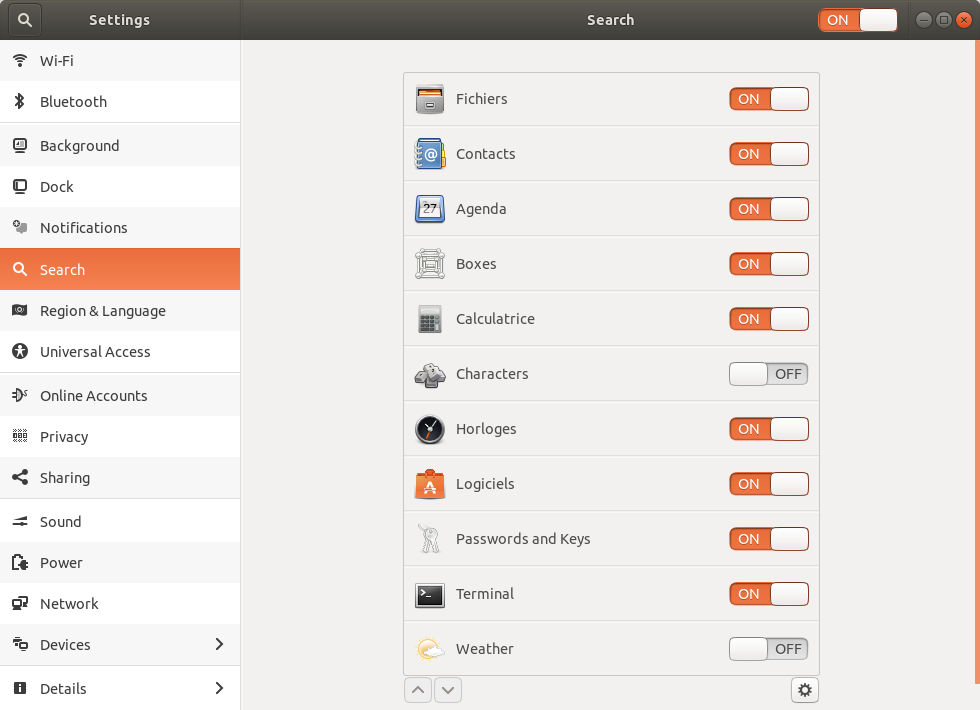 Settings
Search
ON
Wi-Fi
Bluetooth
Background
Dock
Notifications
Search
Region & Language
Universal Access
Online Accounts
Privacy
Sharing
Sound
Power
Network
Devices
Details
Fichiers ON
Contacts ON
27 Agenda ON
Boxes ON
Calculatrice ON
Characters OFF
Horloges ON
Logiciels ON
Passwords and Keys ON
Terminal ON
Weather OFF